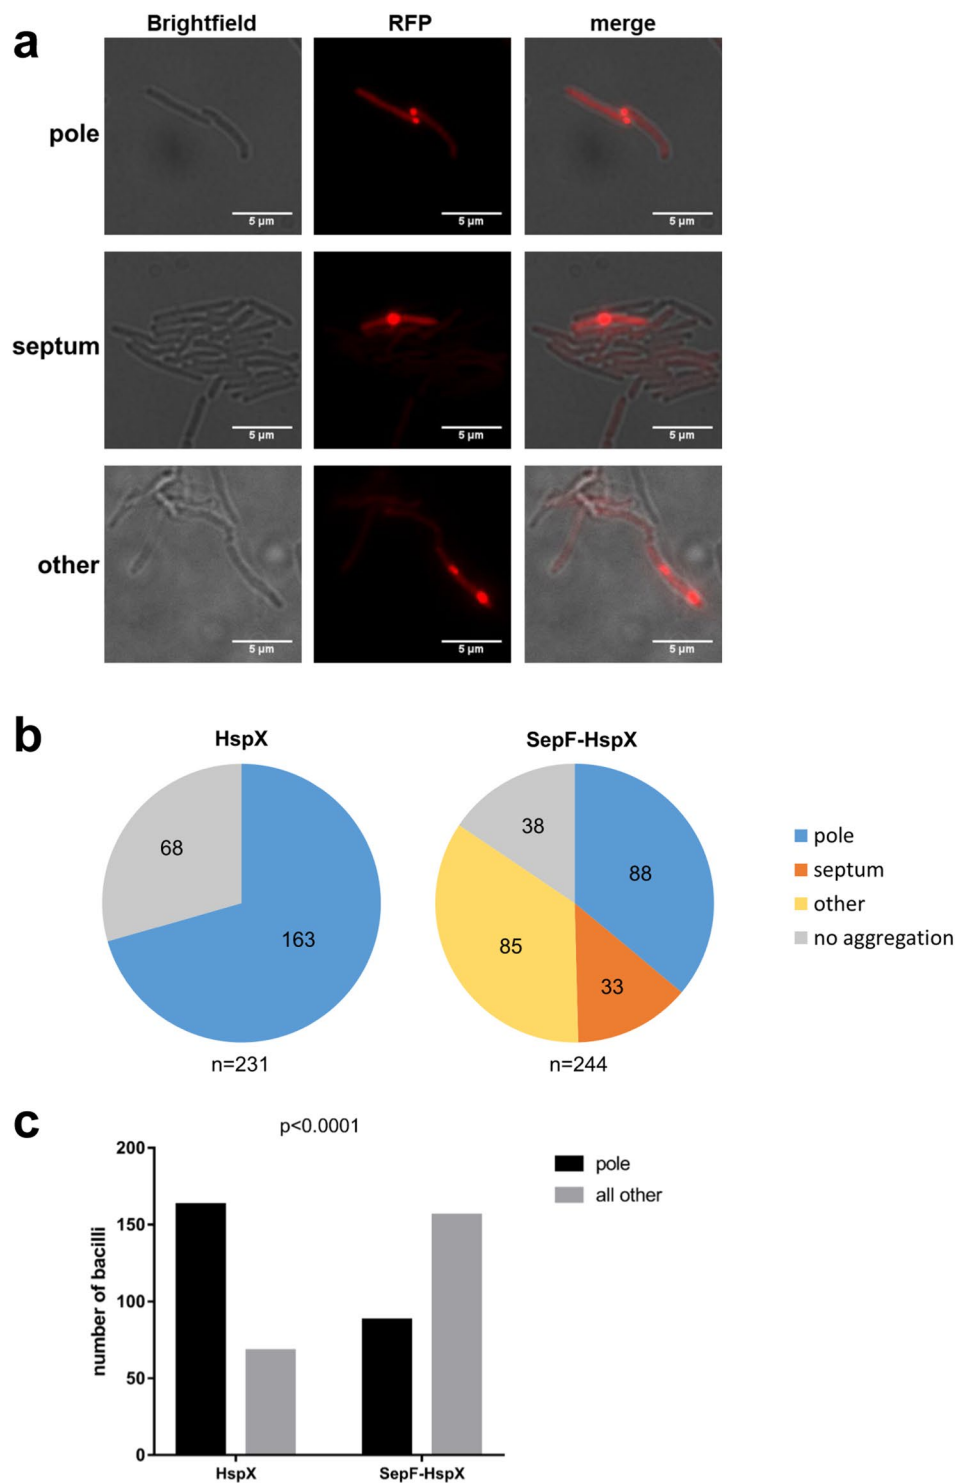 a
Brightfield RFP merge
pole
5 µm 5 µm 5 µm
septum
5 µm 5 µm 5 µm
other
5 µm 5 µm 5 µm
b
HspX SepF-HspX
68
163
38
88
85
33
n=231 n=244
pole
septum
other
no aggregation
c
p<0.0001
200
150
100
50
0
number of bacilli
HspX SepF-HspX
pole
all other